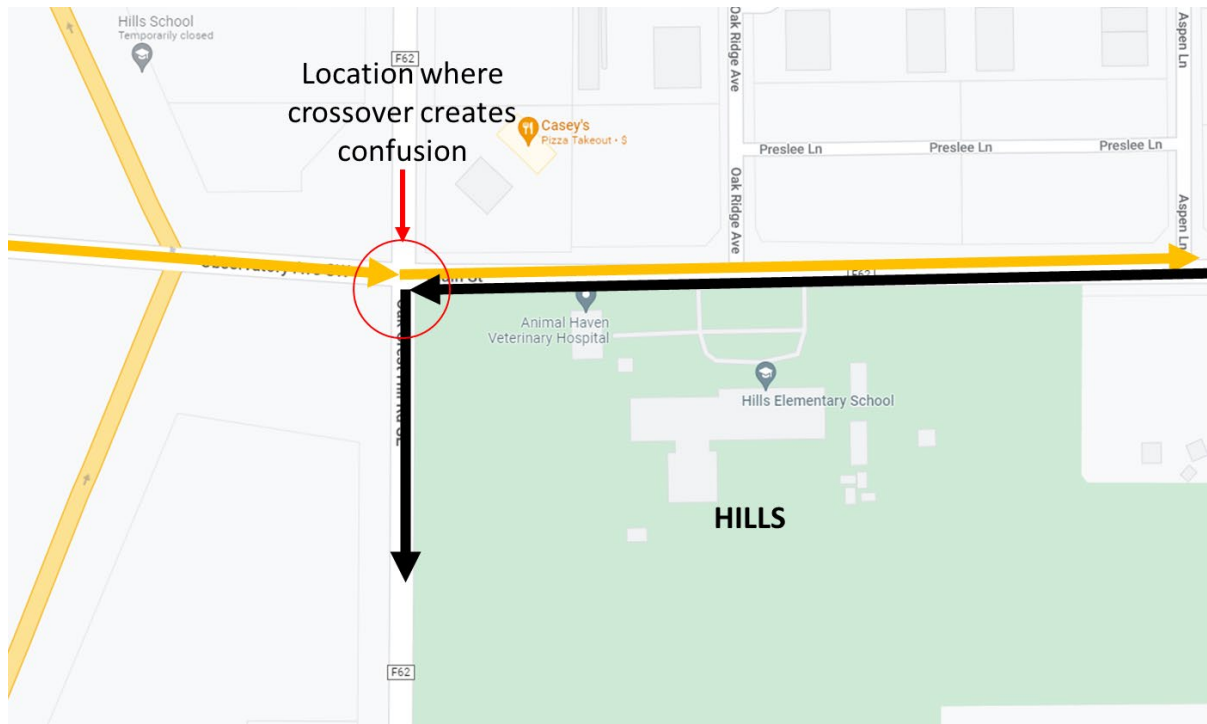 Hills School
Temporarily closed
F62
Location where
crossover creates
confusion
Casey's
Pizza Takeout • $
Oak Ridge Ave
Aspen Ln
Preslee Ln
Preslee Ln
Preslee Ln
Oak Ridge Ave
Aspen Ln
SW
St
F62
Animal Haven
Veterinary Hospital
Hills Elementary School
HILLS
F62